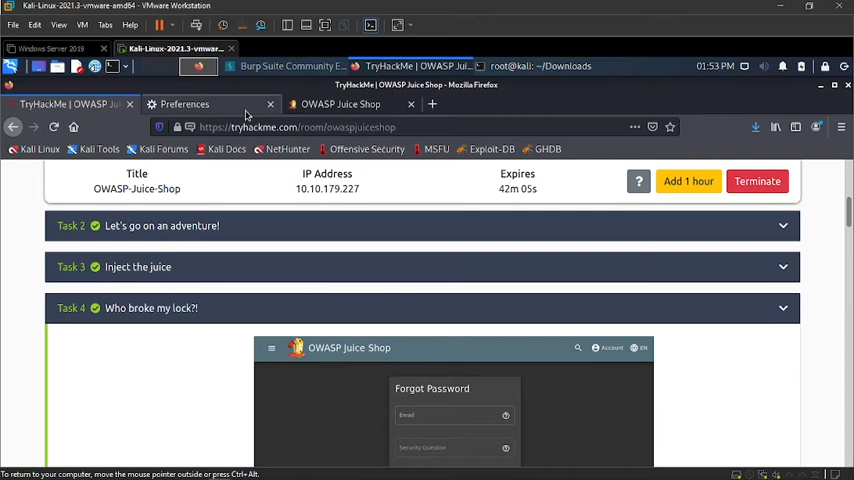 Kali-Linux-2021.3-vmware-amd64 - VMware Workstation
File Edit View VM Tabs Help
Windows Server 2019 Kali-Linux-2021.3-vmwar...
Burp Suite Community E... TryHackMe | OWASP Jui... root@kali: ~/Downloads 01:53 PM
TryHackMe | OWASP Juice Shop - Mozilla Firefox
TryHackMe | OWASP Jui Preferences OWASP Juice Shop
https://tryhackme.com/room/owaspjuiceshop
Kali Linux Kali Tools Kali Forums Kali Docs NetHunter Offensive Security MSFU Exploit-DB GHDB
Title IP Address Expires
OWASP-Juice-Shop 10.10.179.227 42m 05s
? Add 1 hour Terminate
Task 2 Let's go on an adventure!
Task 3 Inject the juice
Task 4 Who broke my lock?!
OWASP Juice Shop Account EN
Forgot Password
Email
Security Question
To return to your computer, move the mouse pointer outside or press Ctrl+Alt.